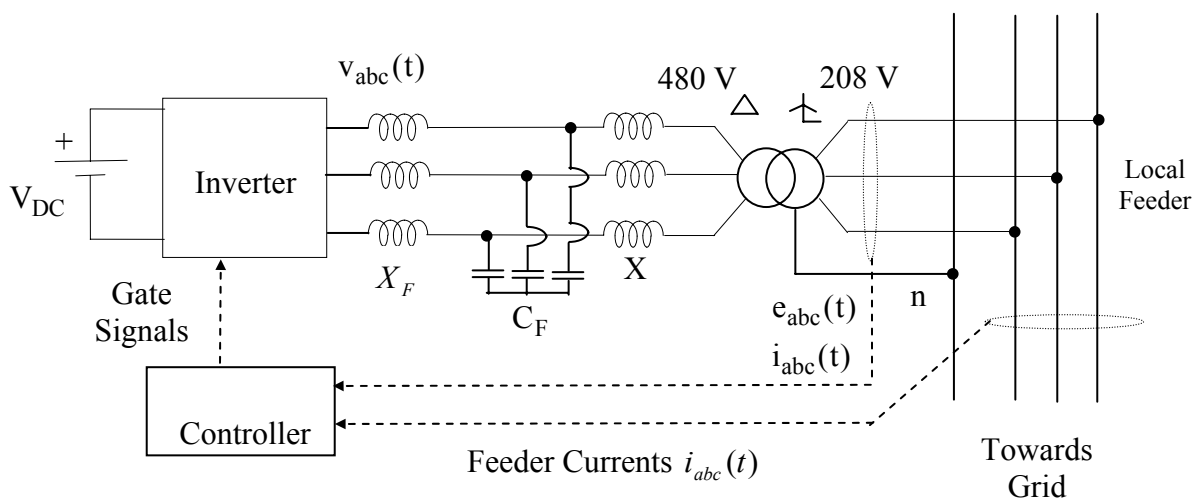 v_abc(t)
480 V
208 V
+
V_DC
Inverter
Local
Feeder
X_F
X
C_F
n
Gate
Signals
e_abc(t)
i_abc(t)
Controller
Feeder Currents i_abc(t)
Towards
Grid